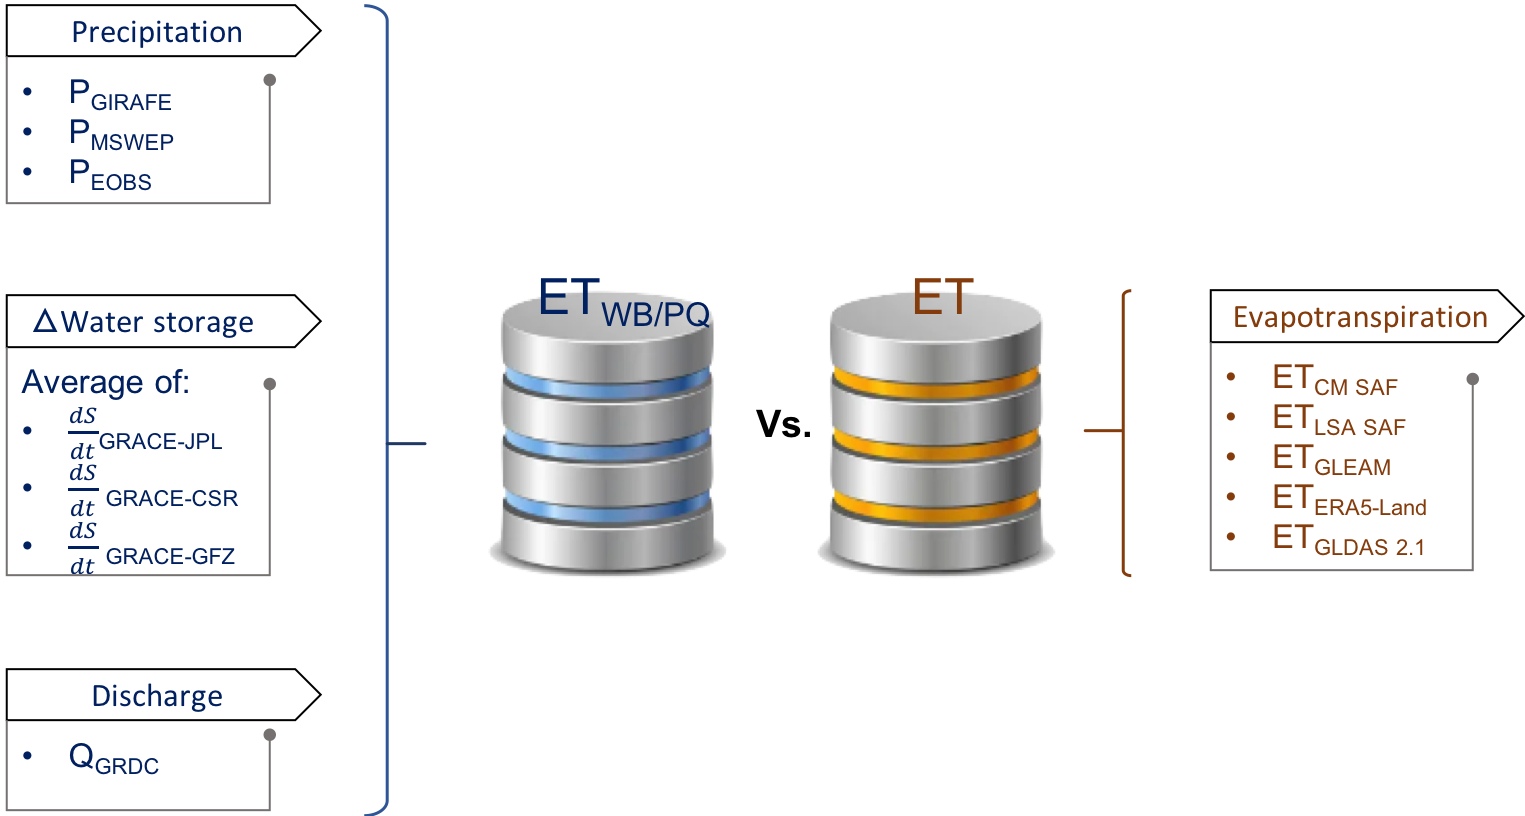 Precipitation
• P_GIRAFE
• P_MSWEP
• P_EOBS
ΔWater storage
Average of:
• dS/dt GRACE-JPL
• dS/dt GRACE-CSR
• dS/dt GRACE-GFZ
Discharge
• Q_GRDC
ET_WB/PQ
Vs.
ET
Evapotranspiration
• ET_CM SAF
• ET_LSA SAF
• ET_GLEAM
• ET_ERA5-Land
• ET_GLDAS 2.1